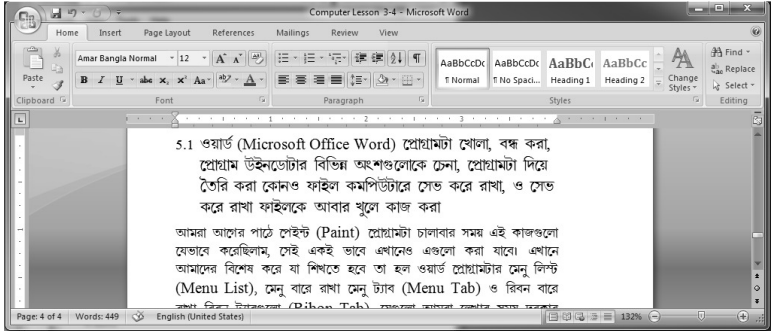 Computer Lesson 3-4 - Microsoft Word
Home Insert Page Layout References Mailings Review View
Paste
Amar Bangla Normal 12
AaBbCcDc AaBbCcDc AaBbC AaBbCc
¶ Normal ¶ No Spaci... Heading 1 Heading 2
Change Styles
Find
Replace
Select
Clipboard Font Paragraph Styles Editing
5.1 ওয়ার্ড (Microsoft Office Word) প্রোগ্রামটা খোলা, বন্ধ করা,
প্রোগ্রাম উইনডোটার বিভিন্ন অংশগুলোকে চেনা, প্রোগ্রামটা দিয়ে
তৈরি করা কোনও ফাইল কমপিউটারে সেভ করে রাখা, ও সেভ
করে রাখা ফাইলকে আবার খুলে কাজ করা
আমরা আগের পাঠে পেইন্ট (Paint) প্রোগ্রামটা চালাবার সময় এই কাজগুলো
যেভাবে করেছিলাম, সেই একই ভাবে এখানেও এগুলো করা যাবে। এখানে
আমাদের বিশেষ করে যা শিখতে হবে তা হল ওয়ার্ড প্রোগ্রামটার মেনু লিস্ট
(Menu List), মেনু বারে রাখা মেনু ট্যাব (Menu Tab) ও রিবন বারে
রাখা রিবন ট্যাবগুলো (Ribon Tab)
Page: 4 of 4 Words: 449 English (United States) 132%